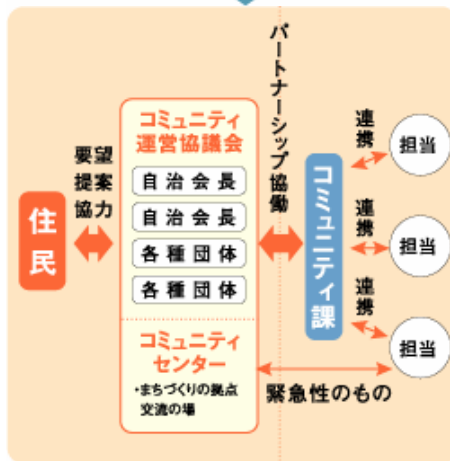 住民
要望
提案
協力
コミュニティ
運営協議会
自治会長
自治会長
各種団体
各種団体
コミュニティ
センター
・まちづくりの拠点
交流の場
パートナーシップ協働
コミュニティ課
連携
担当
連携
担当
連携
担当
緊急性のもの